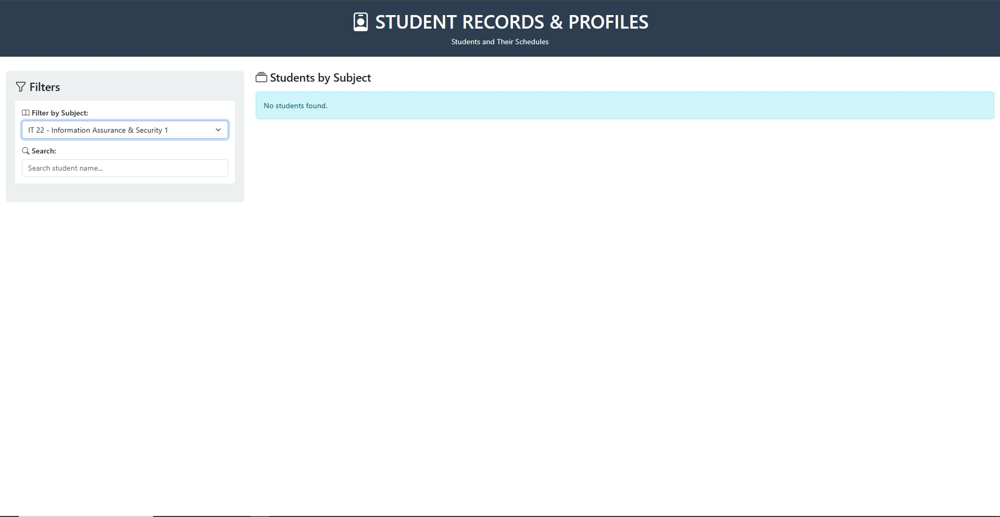 STUDENT RECORDS & PROFILES
Students and Their Schedules
Filters
Filter by Subject:
IT 22 - Information Assurance & Security 1
Search:
Search student name...
Students by Subject
No students found.